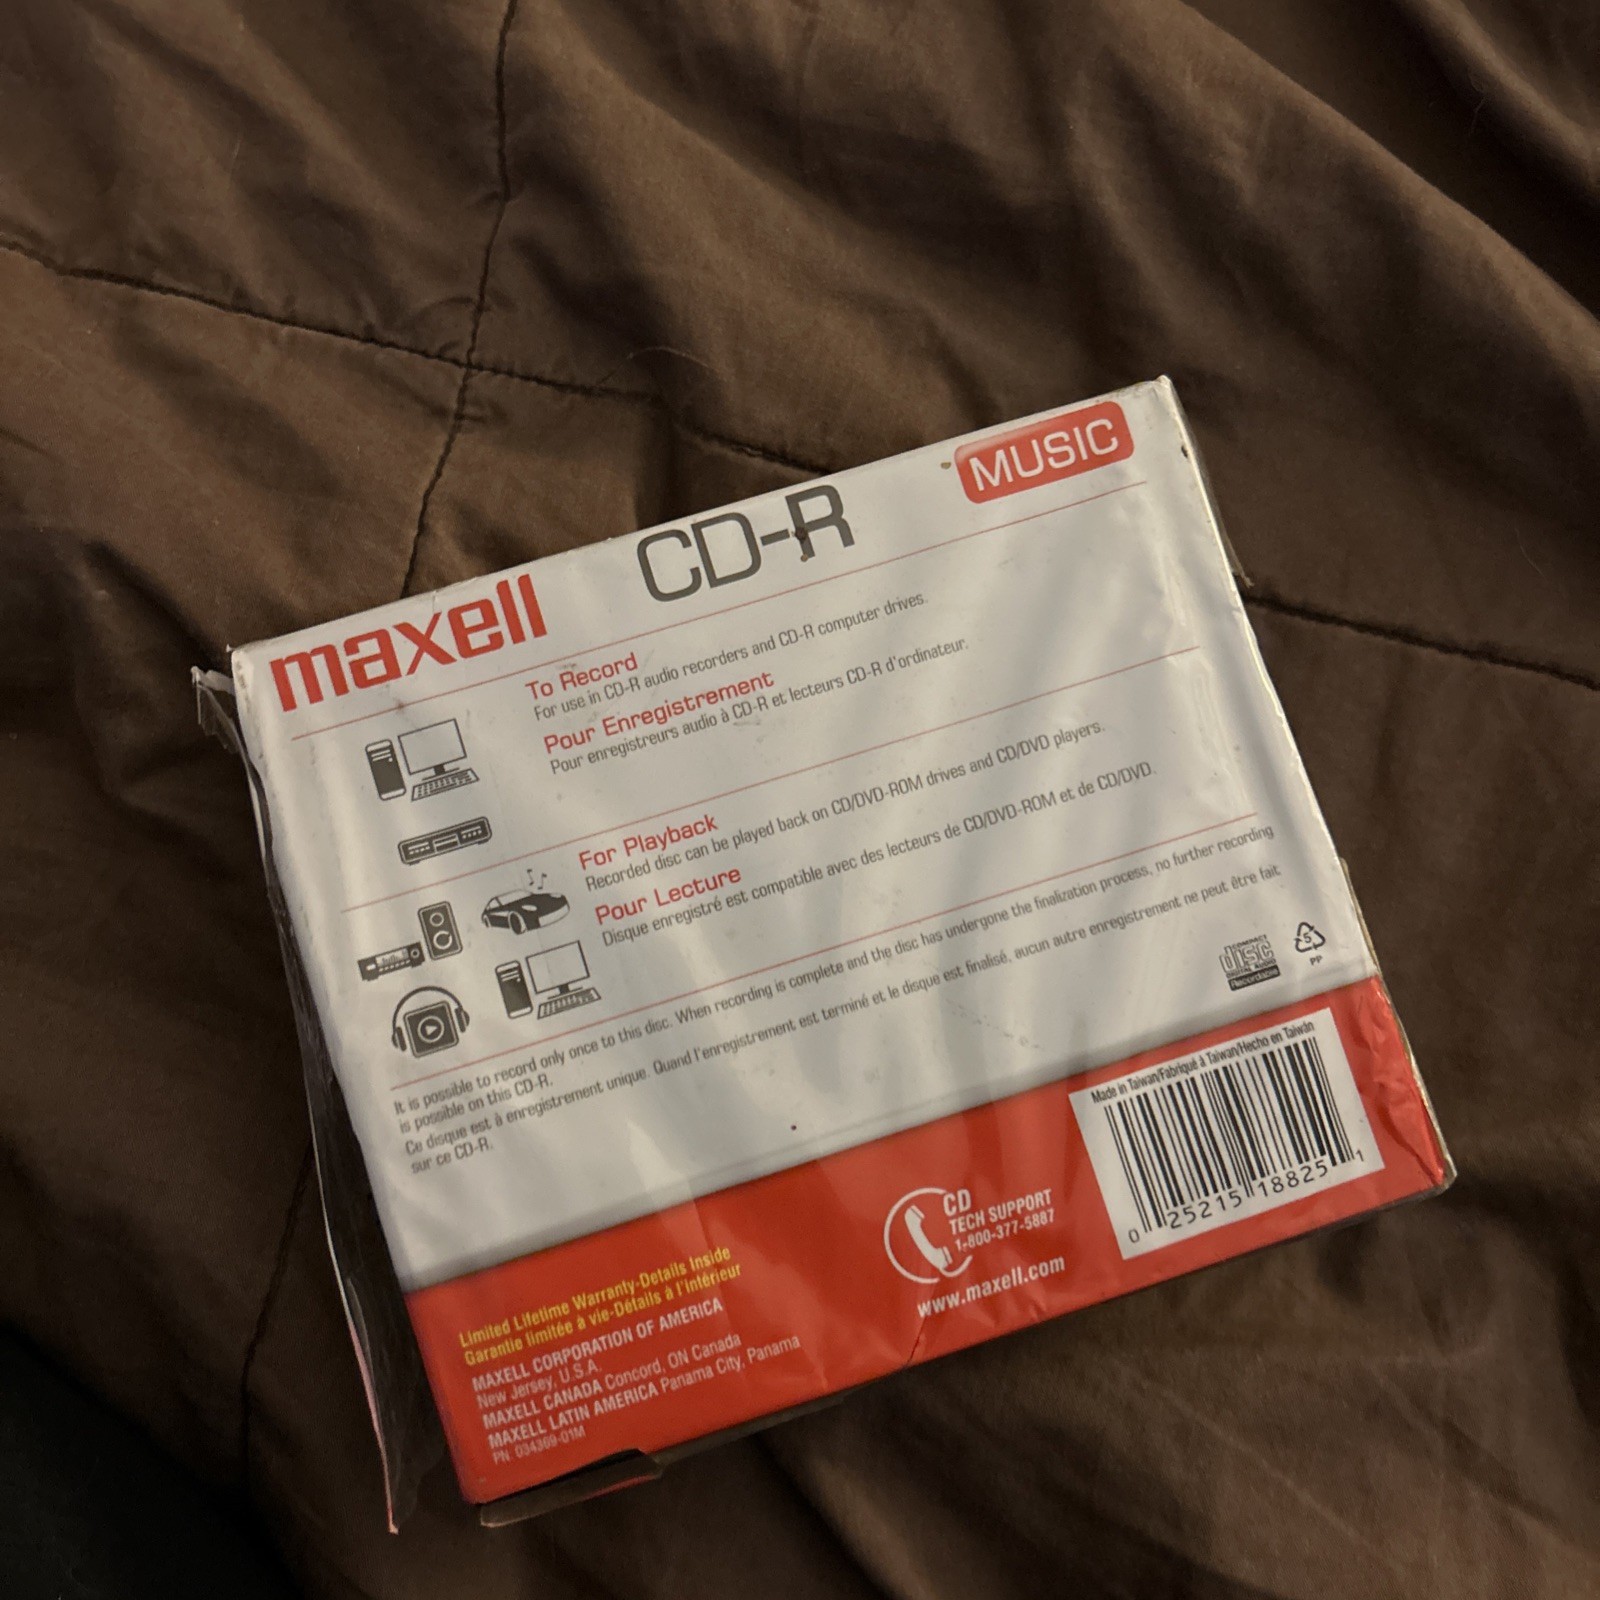 maxell
CD-R
MUSIC
To Record
For use in CD-R audio recorders and CD-R computer drives.
Pour Enregistrement
Pour enregistreurs audio à CD-R et lecteurs CD-R d'ordinateur.
For Playback
Recorded disc can be played back on CD/DVD-ROM drives and CD/DVD players.
Pour Lecture
Disque enregistré est compatible avec des lecteurs de CD/DVD-ROM et de CD/DVD.
It is possible to record only once to this disc. When recording is complete and the disc has undergone the finalization process, no further recording
is possible on this CD-R.
Ce disque est à enregistrement unique. Quand l'enregistrement est terminé et le disque est finalisé, aucun autre enregistrement ne peut être fait
sur ce CD-R.
COMPACT
disc
DIGITAL AUDIO
Recordable
5
PP
Made in Taiwan/Fabriqué à Taiwan/Hecho en Taiwán
0 25215 18825 1
CD
TECH SUPPORT
1-800-377-5887
www.maxell.com
Limited Lifetime Warranty-Details Inside
Garantie limitée à vie-Détails à l'intérieur
MAXELL CORPORATION OF AMERICA
New Jersey, U.S.A.
MAXELL CANADA Concord, ON Canada
MAXELL LATIN AMERICA Panama City, Panama
PN: 034369-01M